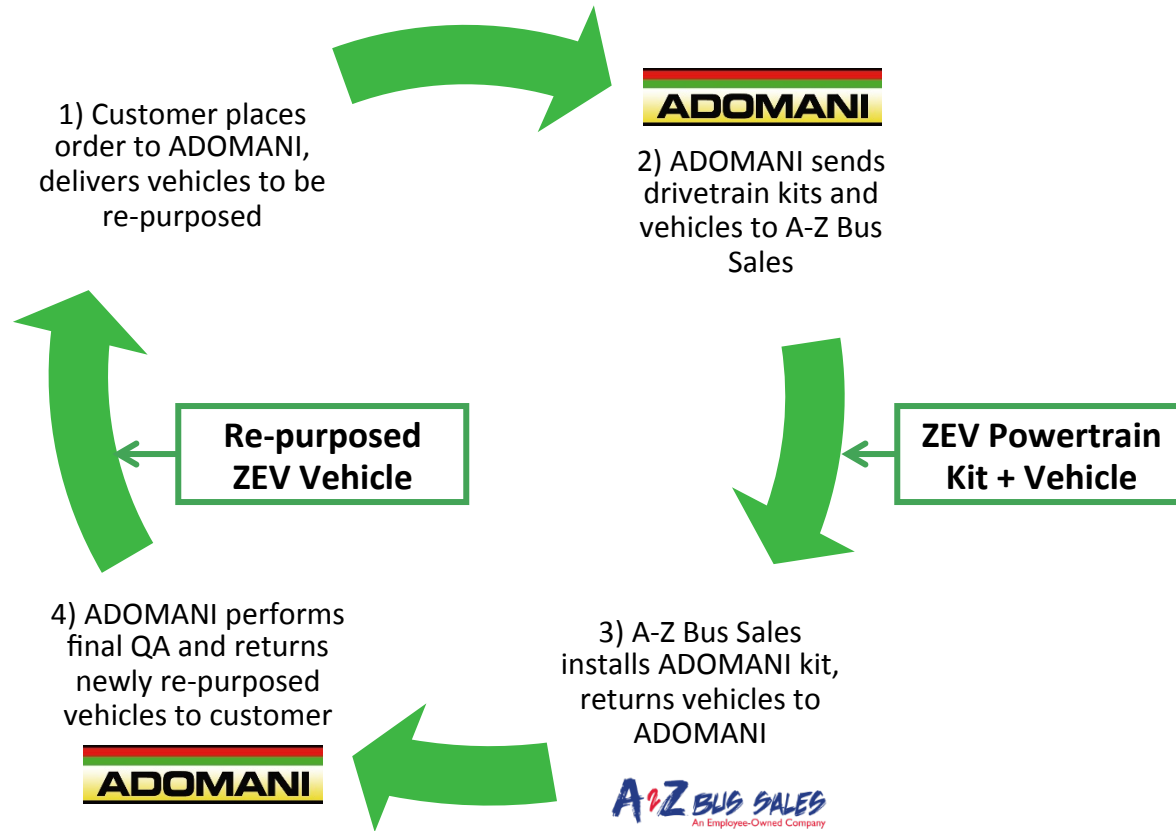 1) Customer places
order to ADOMANI,
delivers vehicles to be
re-purposed
ADOMANI
2) ADOMANI sends
drivetrain kits and
vehicles to A-Z Bus
Sales
Re-purposed
ZEV Vehicle
ZEV Powertrain
Kit + Vehicle
4) ADOMANI performs
final QA and returns
newly re-purposed
vehicles to customer
ADOMANI
3) A-Z Bus Sales
installs ADOMANI kit,
returns vehicles to
ADOMANI
A-Z BUS SALES
An Employee-Owned Company